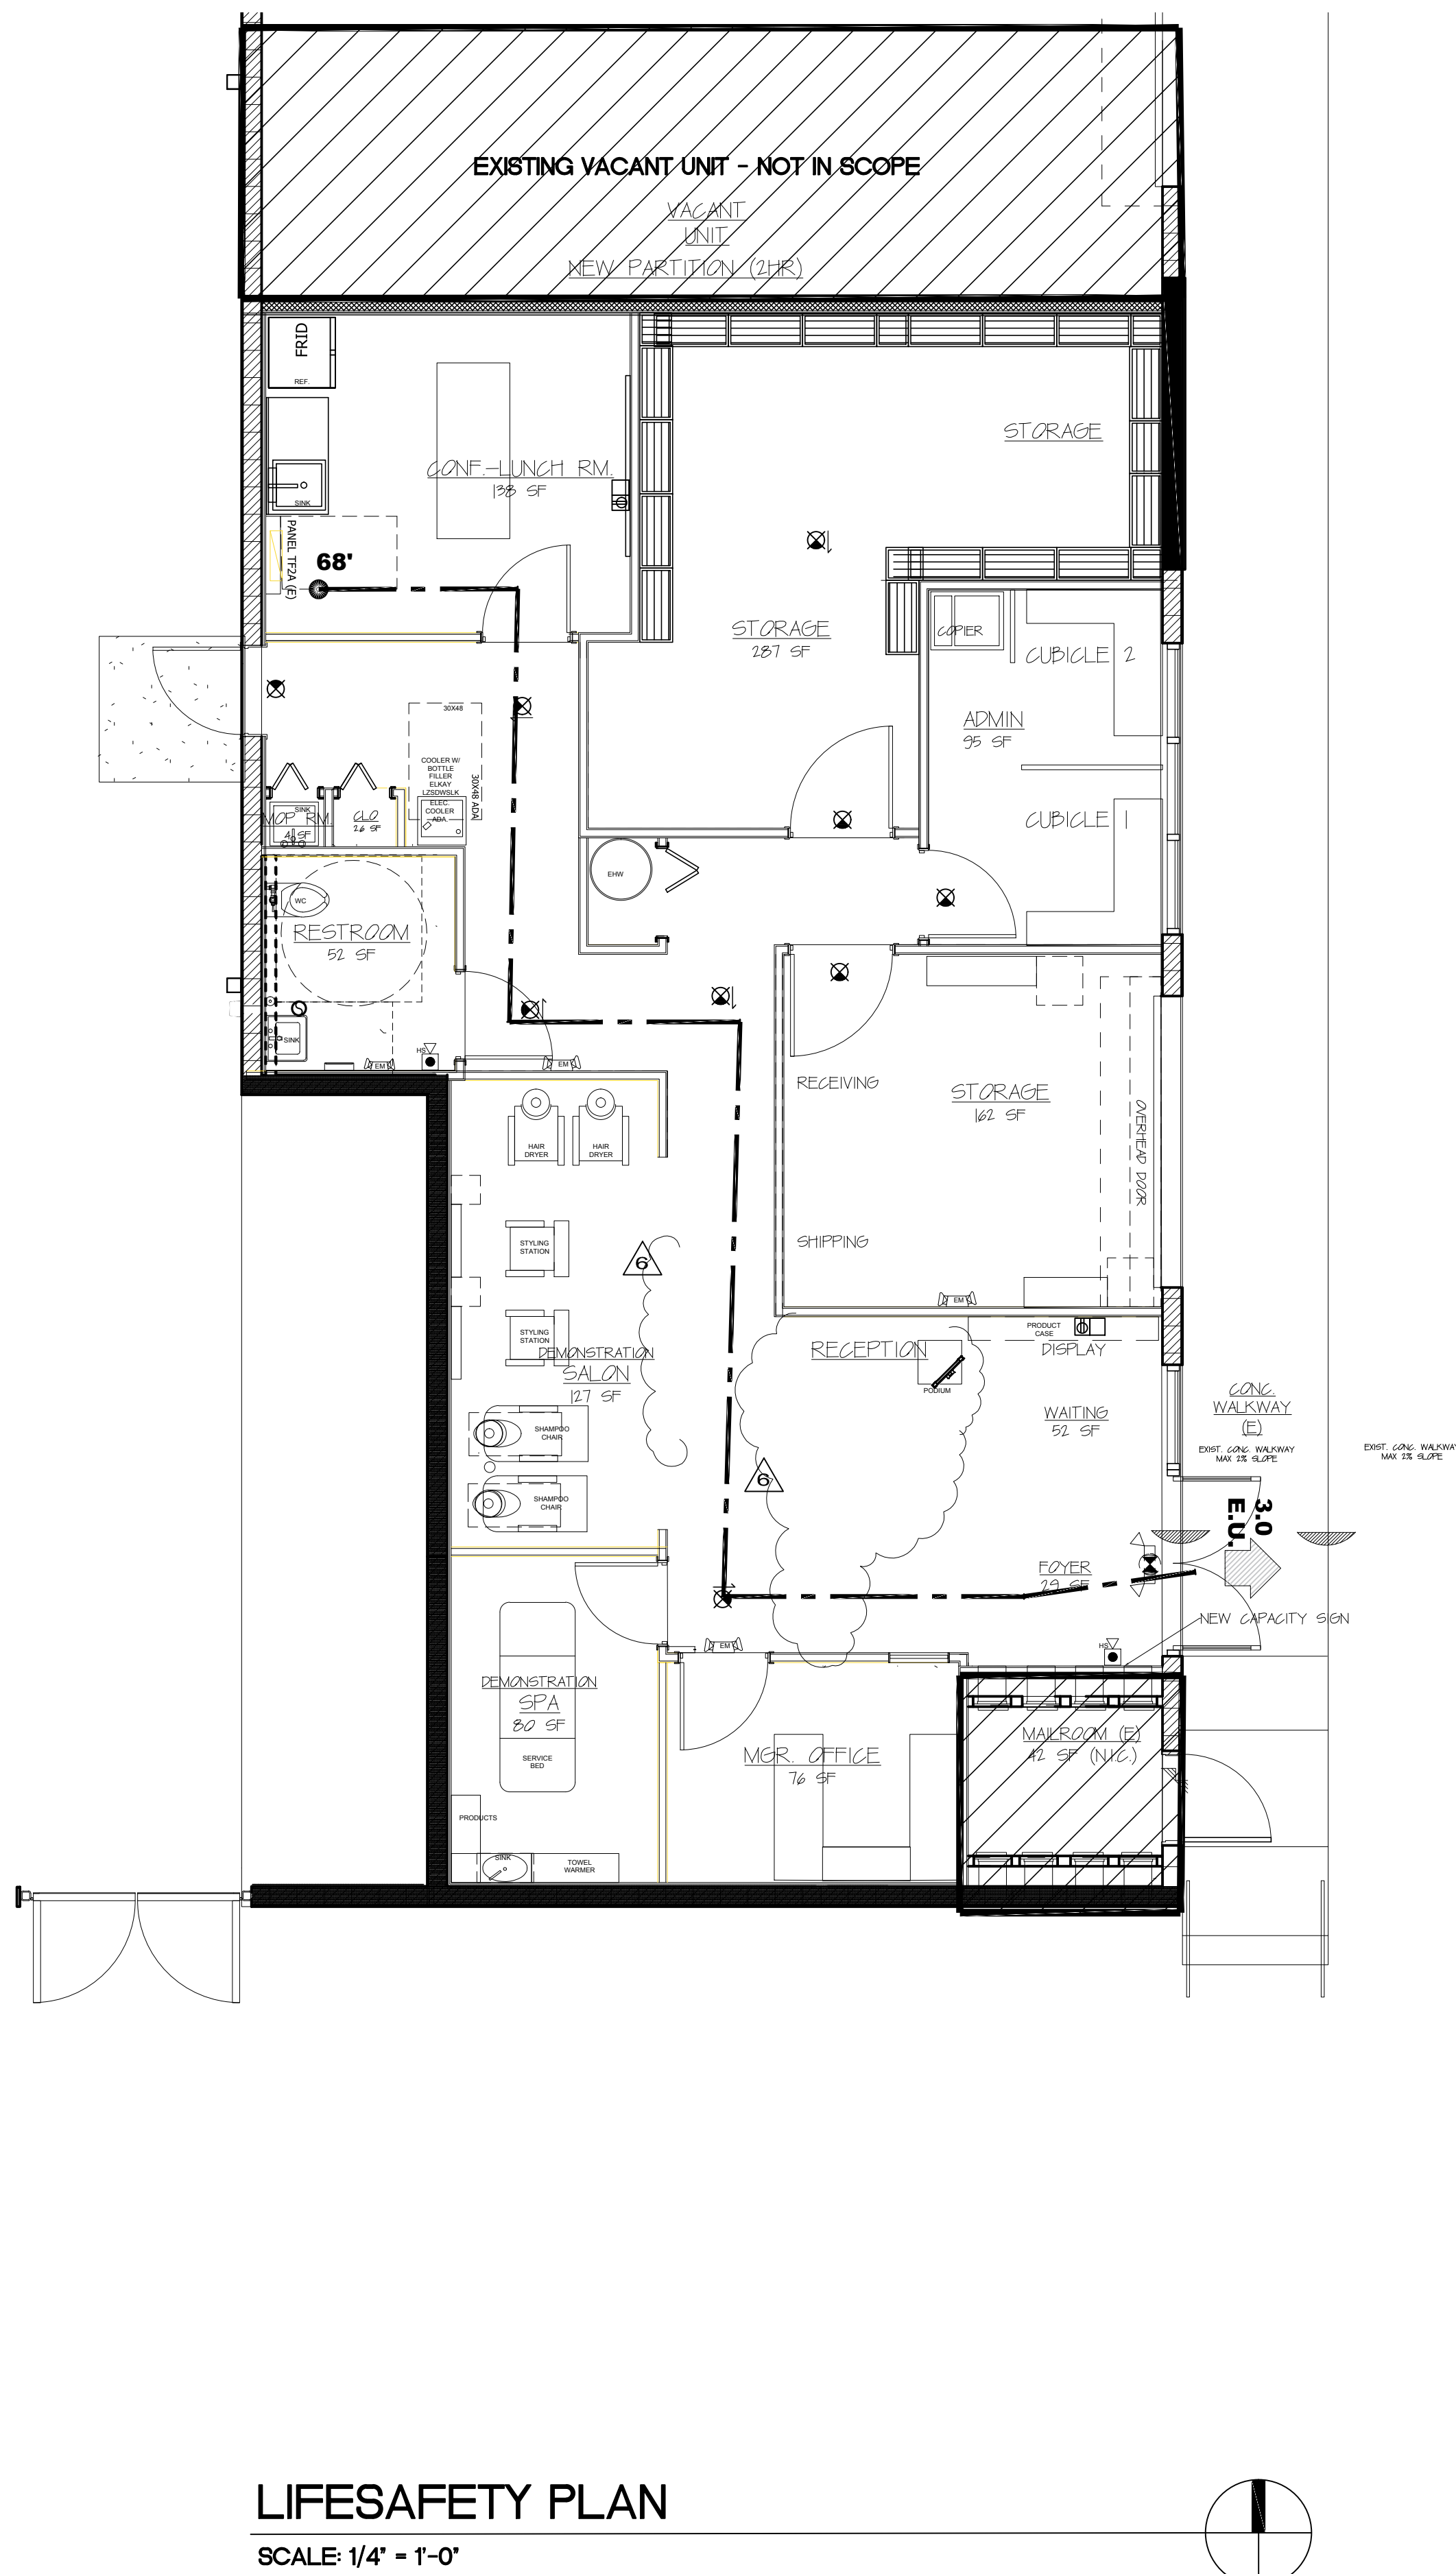 EXISTING VACANT UNIT - NOT IN SCOPE
VACANT
UNIT
NEW PARTITION (2HR)
FRID
REF.
STORAGE
CONF.-LUNCH RM.
138 SF
SINK
PANEL TF2A (E)
68'
STORAGE
287 SF
COPIER
CUBICLE 2
ADMIN
95 SF
30X48
COOLER W/
BOTTLE
FILLER
ELKAY
LZSDWSLK
30X48 ADA
ELEC.
COOLER
ADA
SINK
MOP RM.
4 SF
CLO
2.6 SF
CUBICLE 1
EHW
WC
RESTROOM
52 SF
SINK
HS
EM
EM
RECEIVING
STORAGE
162 SF
OVERHEAD DOOR
HAIR
DRYER
HAIR
DRYER
SHIPPING
STYLING
STATION
6
EM
STYLING
STATION
DEMONSTRATION
SALON
127 SF
RECEPTION
PRODUCT
CASE
DISPLAY
PODIUM
WAITING
52 SF
CONC.
WALKWAY
(E)
EXIST. CONC. WALKWAY
MAX 2% SLOPE
EXIST. CONC. WALKWAY
MAX 2% SLOPE
SHAMPOO
CHAIR
6
SHAMPOO
CHAIR
3.0
E.U.
FOYER
29 SF
NEW CAPACITY SIGN
EM
HS
DEMONSTRATION
SPA
80 SF
SERVICE
BED
MGR. OFFICE
76 SF
MAILROOM (E)
42 SF (N.I.C.)
PRODUCTS
SINK
TOWEL
WARMER
LIFESAFETY PLAN
SCALE: 1/4" = 1'-0"